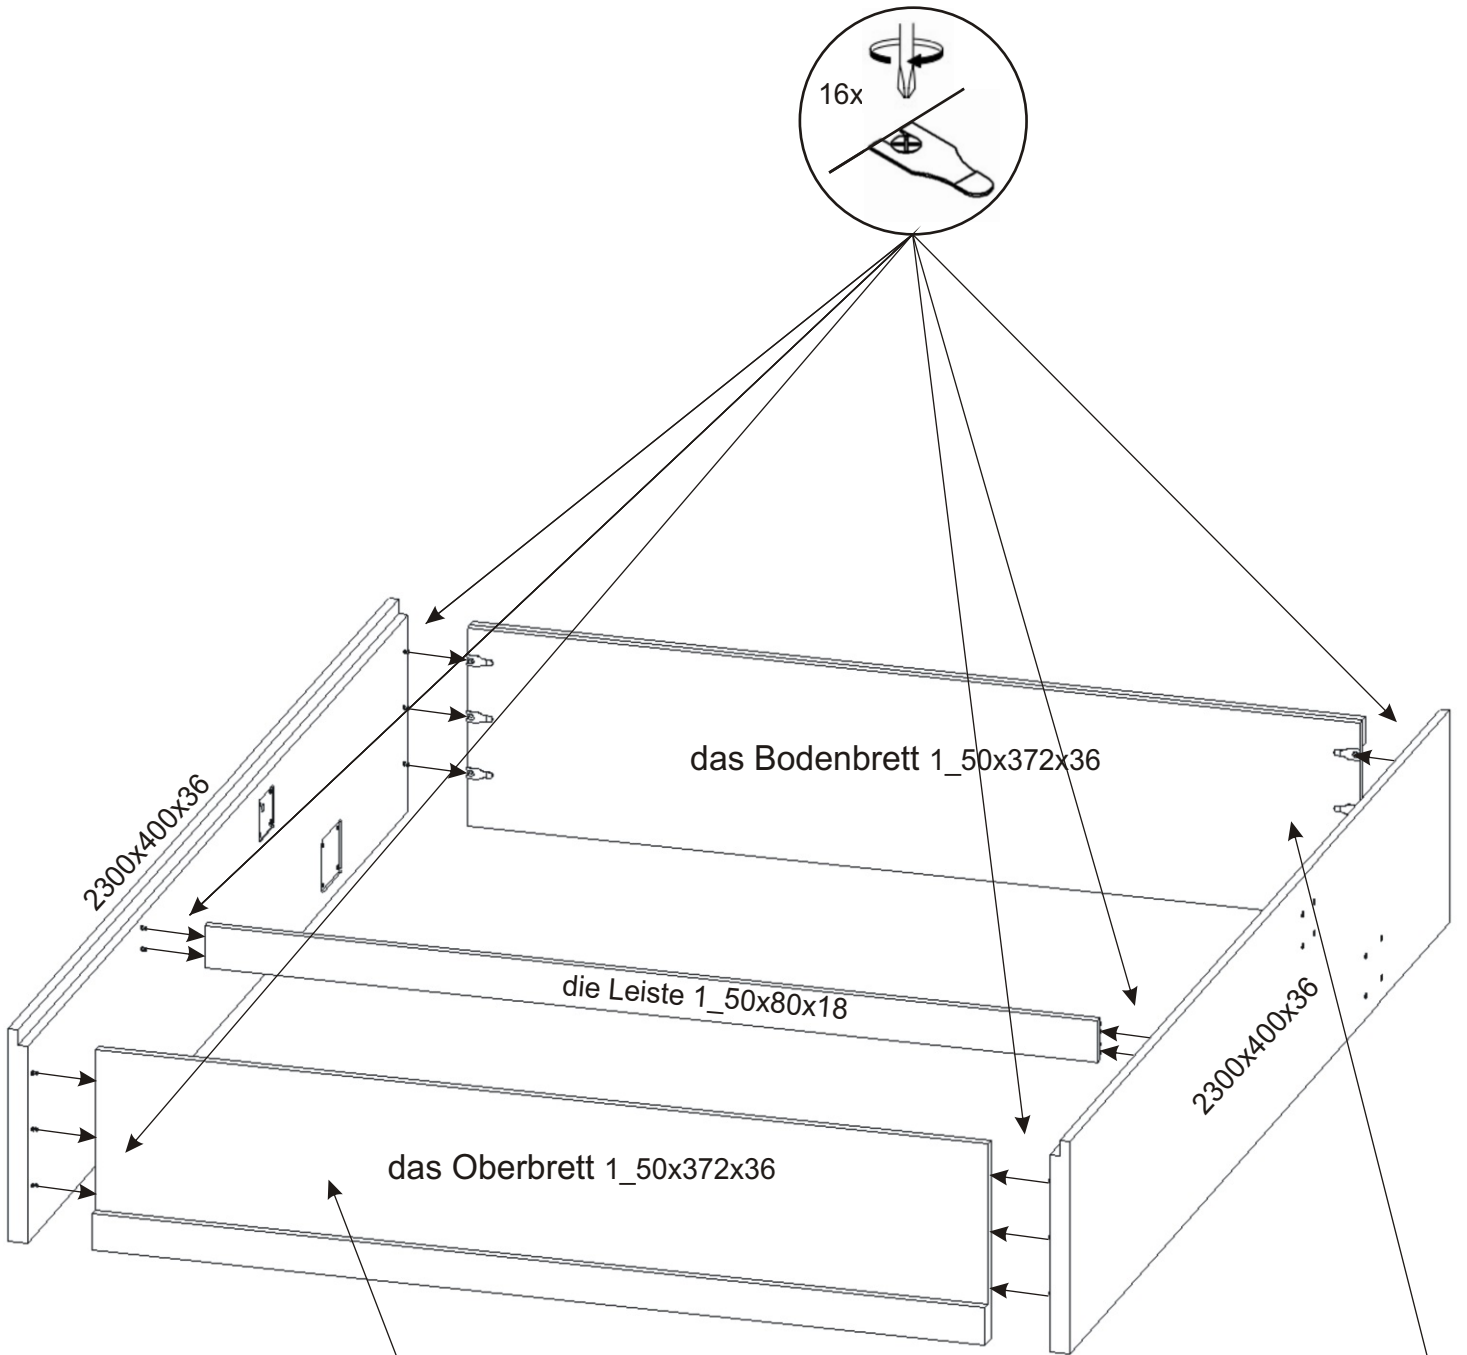 16x
das Bodenbrett 1_50x372x36
2300x400x36
die Leiste 1_50x80x18
2300x400x36
das Oberbrett 1_50x372x36